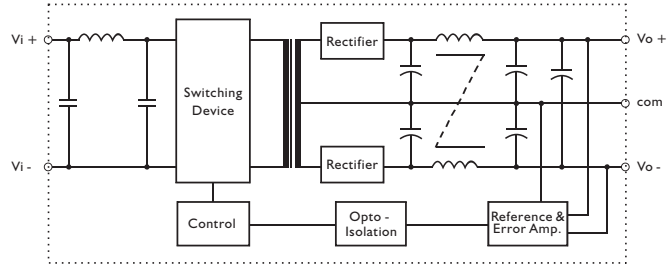 Vi +
Rectifier
Vo +
Switching
Device
com
Vi -
Rectifier
Vo -
Control
Opto -
Isolation
Reference &
Error Amp.